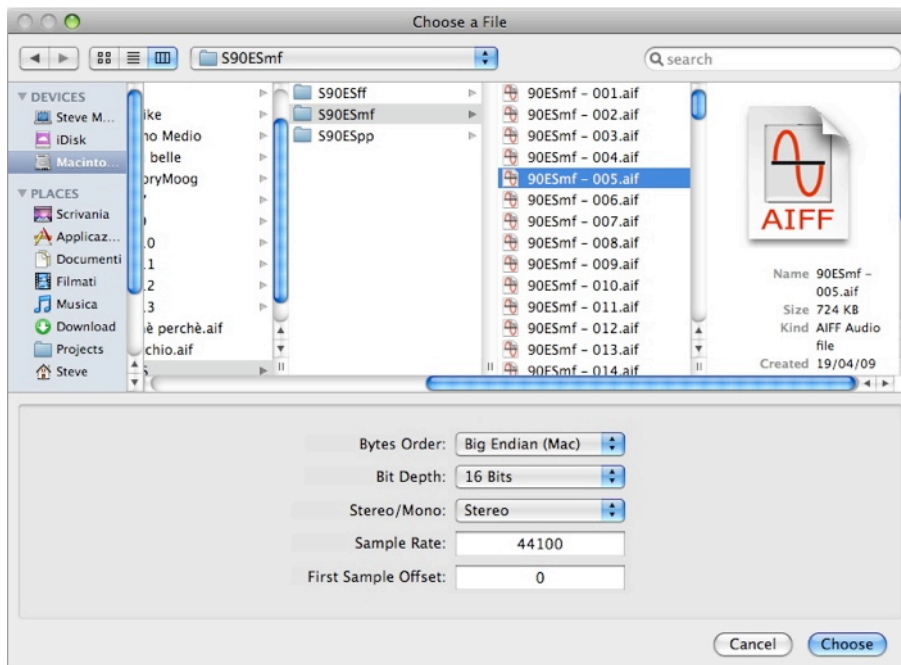 Choose a File
S90ESmf
search
DEVICES
Steve M...
iDisk
Macinto...
PLACES
Scrivania
Applicaz...
Documenti
Filmati
Musica
Download
Projects
Steve
ike
no Medio
belle
oryMoog
.0
.1
.2
.3
è perchè.aif
chio.aif
S90ESff
S90ESmf
S90ESpp
90ESmf - 001.aif
90ESmf - 002.aif
90ESmf - 003.aif
90ESmf - 004.aif
90ESmf - 005.aif
90ESmf - 006.aif
90ESmf - 007.aif
90ESmf - 008.aif
90ESmf - 009.aif
90ESmf - 010.aif
90ESmf - 011.aif
90ESmf - 012.aif
90ESmf - 013.aif
90ESmf - 014.aif
AIFF
Name 90ESmf -
005.aif
Size 724 KB
Kind AIFF Audio
file
Created 19/04/09
Bytes Order: Big Endian (Mac)
Bit Depth: 16 Bits
Stereo/Mono: Stereo
Sample Rate: 44100
First Sample Offset: 0
Cancel Choose